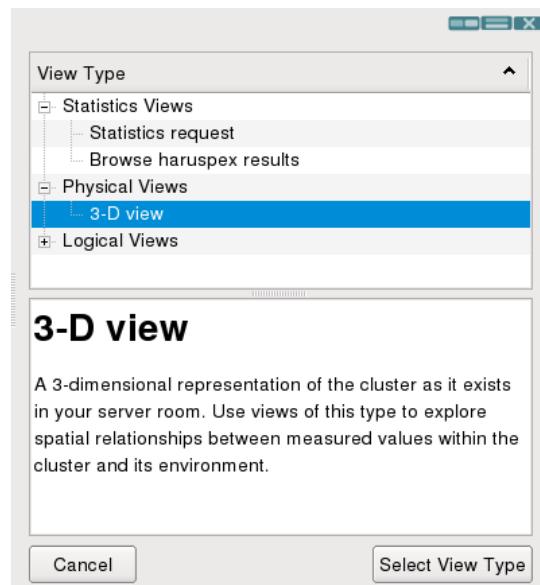 View Type
Statistics Views
Statistics request
Browse haruspex results
Physical Views
3-D view
Logical Views
3-D view
A 3-dimensional representation of the cluster as it exists
in your server room. Use views of this type to explore
spatial relationships between measured values within the
cluster and its environment.
Cancel
Select View Type